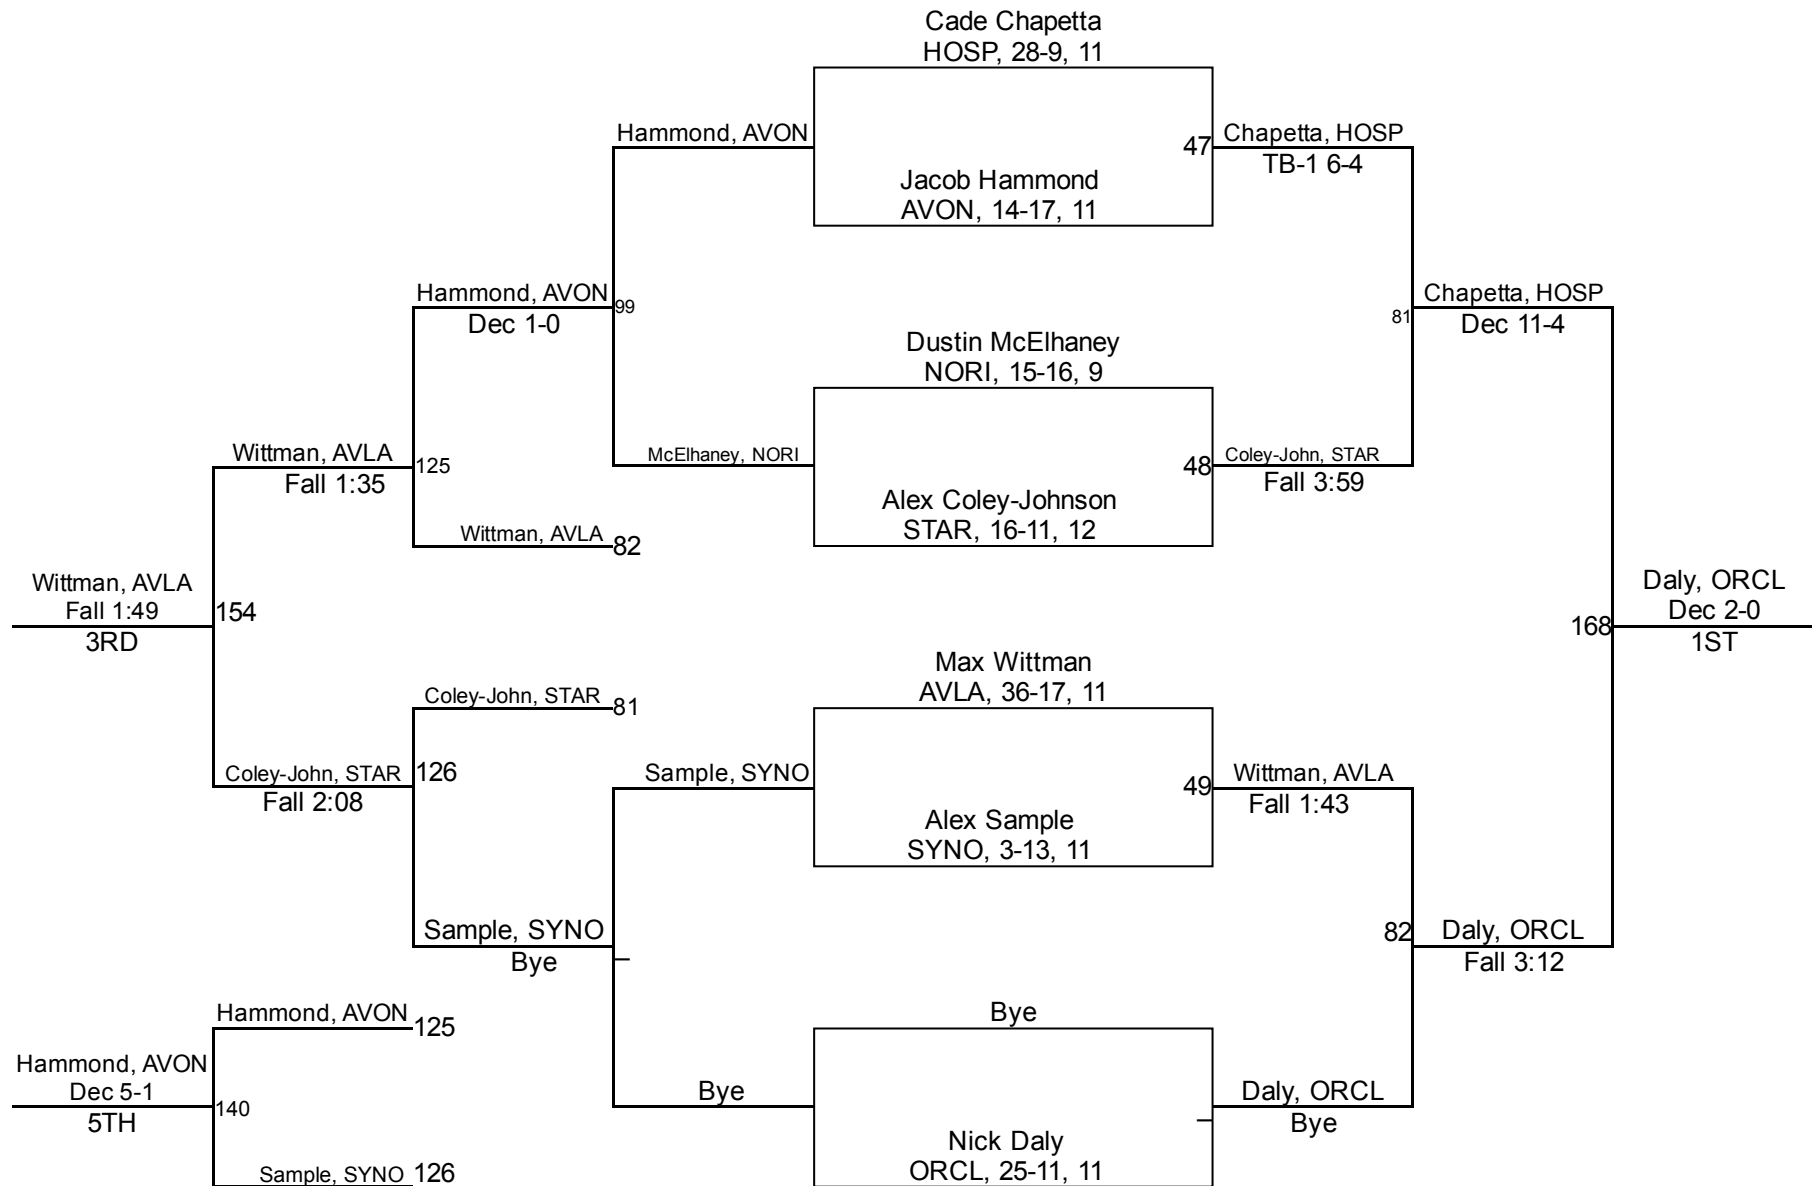 Cade Chapetta
HOSP, 28-9, 11
Hammond, AVON
47
Chapetta, HOSP
TB-1 6-4
Jacob Hammond
AVON, 14-17, 11
Hammond, AVON
Dec 1-0
99
81
Chapetta, HOSP
Dec 11-4
Dustin McElhaney
NORI, 15-16, 9
Wittman, AVLA
Fall 1:35
125
McElhaney, NORI
48
Coley-John, STAR
Fall 3:59
Alex Coley-Johnson
STAR, 16-11, 12
Wittman, AVLA
82
Wittman, AVLA
Fall 1:49
3RD
154
168
Daly, ORCL
Dec 2-0
1ST
Max Wittman
AVLA, 36-17, 11
Coley-John, STAR
81
Coley-John, STAR
Fall 2:08
126
Sample, SYNO
49
Wittman, AVLA
Fall 1:43
Alex Sample
SYNO, 3-13, 11
Sample, SYNO
Bye
82
Daly, ORCL
Fall 3:12
Hammond, AVON
125
Bye
Hammond, AVON
Dec 5-1
5TH
140
Bye
Daly, ORCL
Bye
Nick Daly
ORCL, 25-11, 11
Sample, SYNO
126